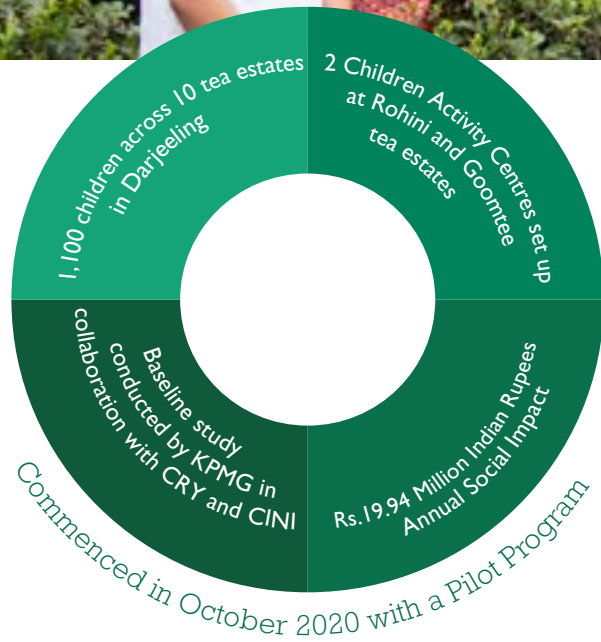 1,100 children across 10 tea estates
in Darjeeling
2 Children Activity Centres set up
at Rohini and Goomtee
tea estates
Baseline study
conducted by KPMG in
collaboration with CRY and CINI
Rs.19.94 Million Indian Rupees
Annual Social Impact
Commenced in October 2020 with a Pilot Program